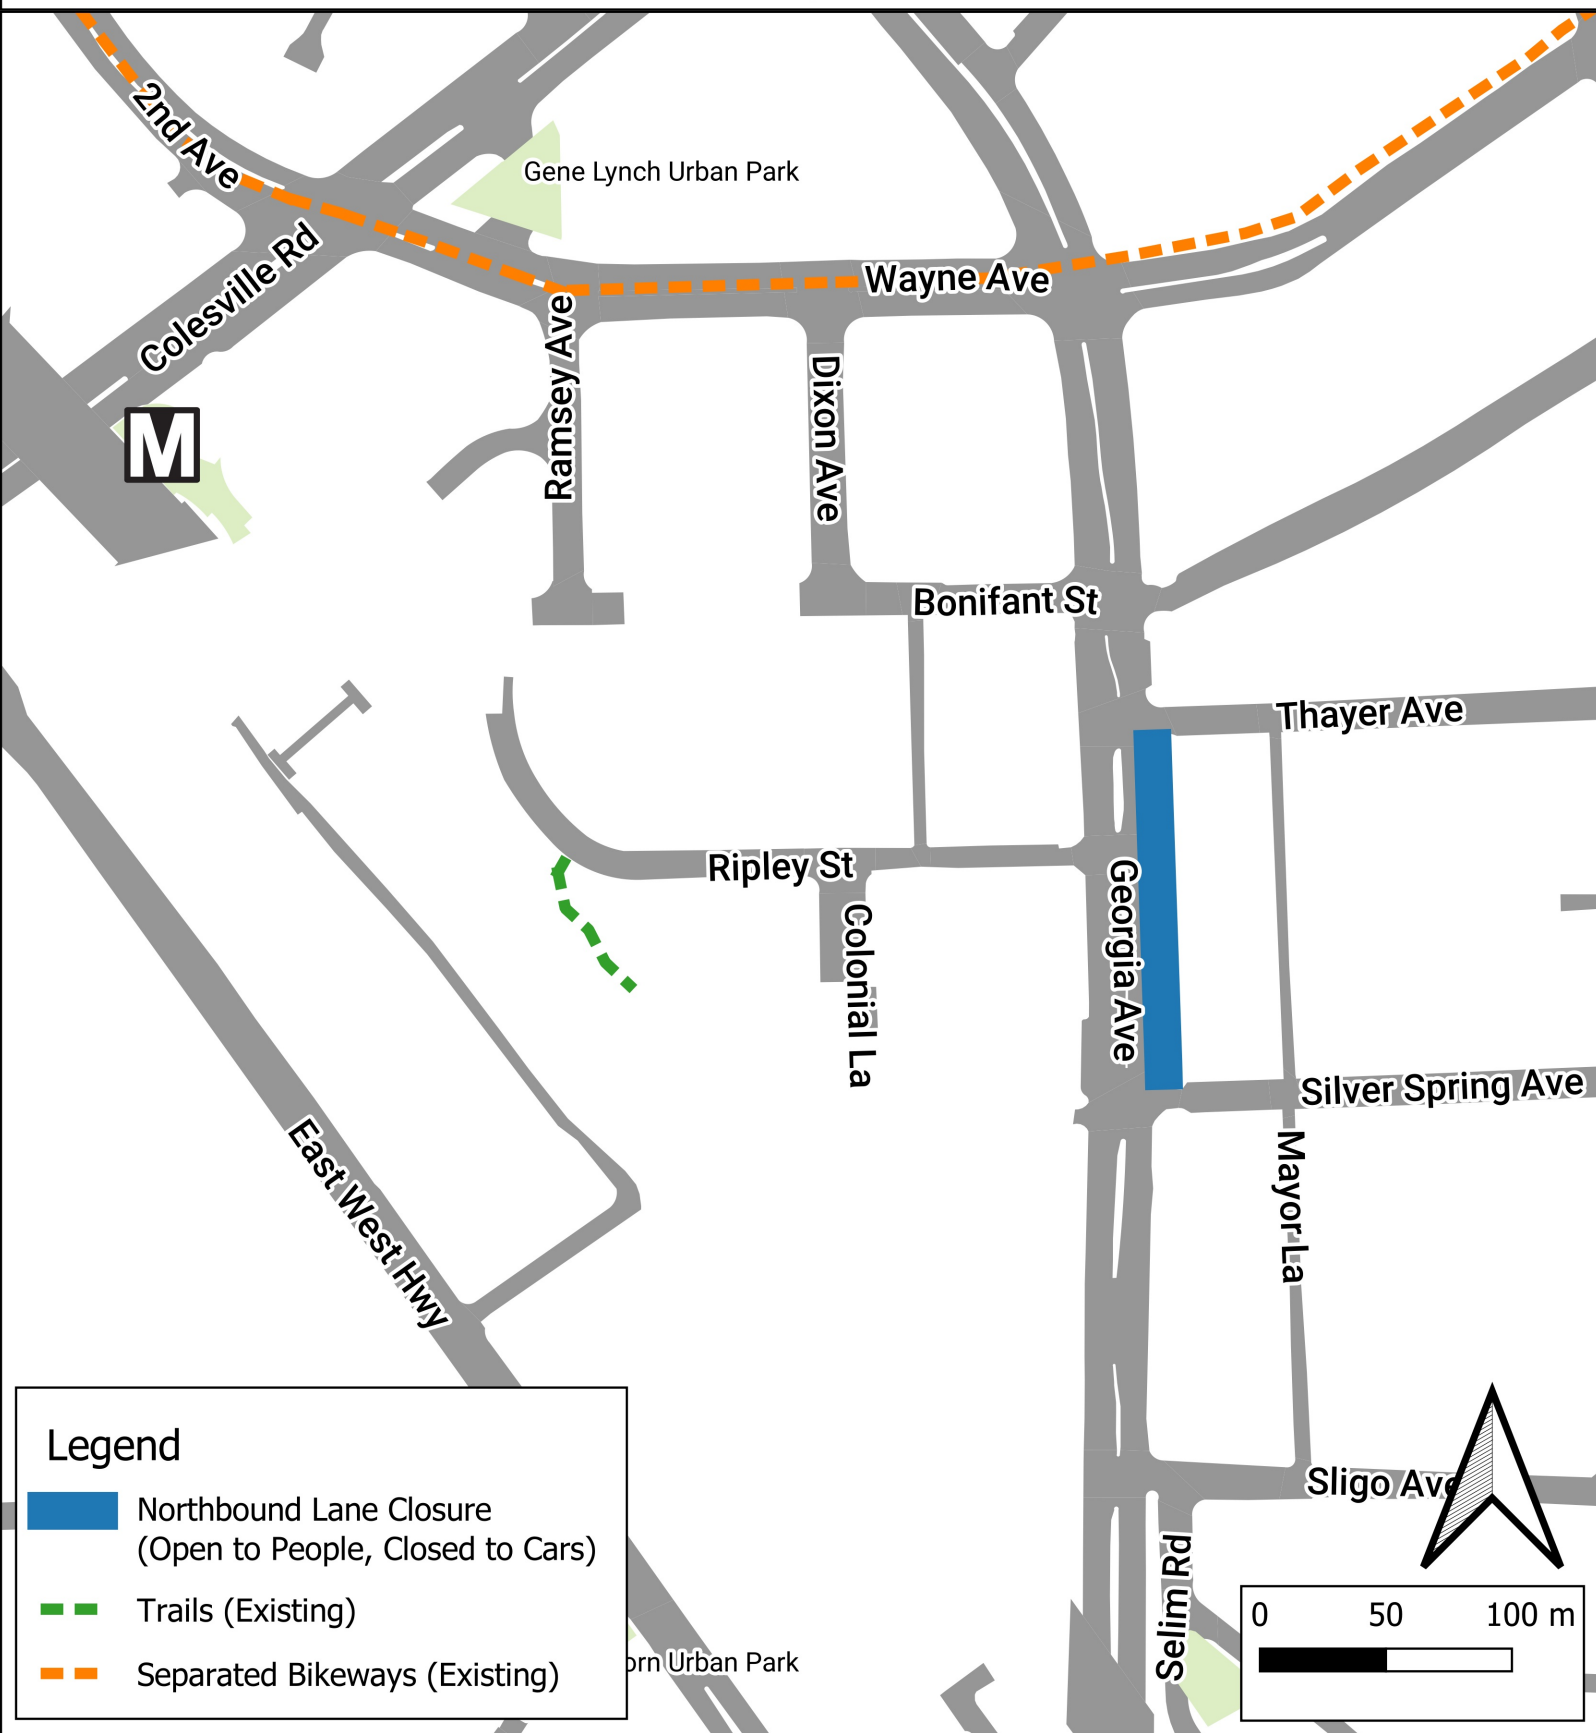 2nd Ave
Gene Lynch Urban Park
Colesville Rd
Wayne Ave
Ramsey Ave
Dixon Ave
M
Bonifant St
Thayer Ave
Ripley St
Georgia Ave
Colonial La
Silver Spring Ave
East West Hwy
Mayor La
Sligo Ave
Selim Rd
Urban Park
Legend
Northbound Lane Closure
(Open to People, Closed to Cars)
Trails (Existing)
Separated Bikeways (Existing)
0 50 100 m